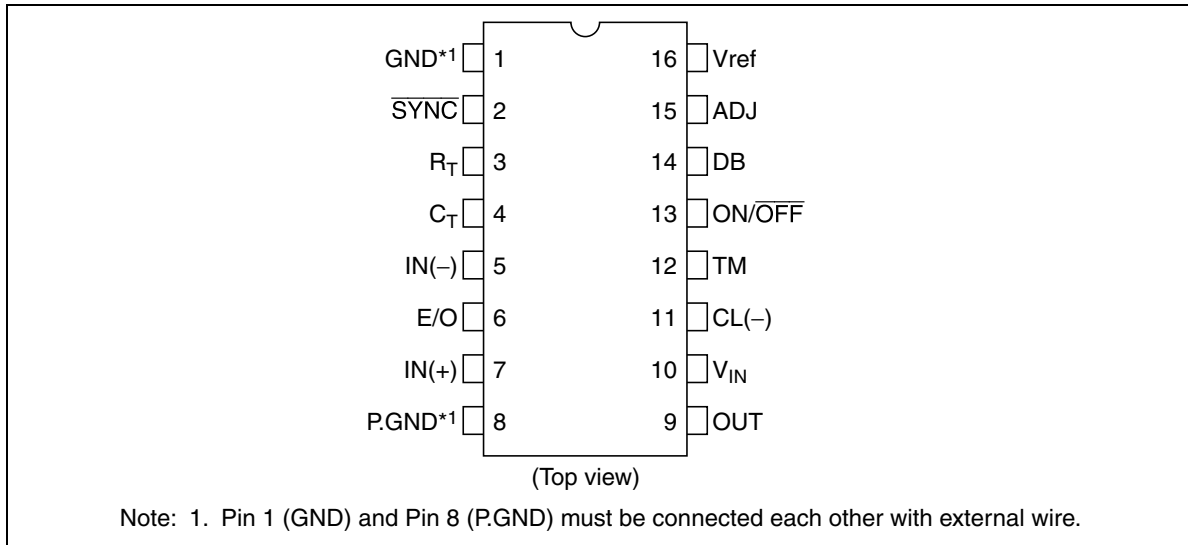 GND*1 1 16 Vref
SYNC 2 15 ADJ
RT 3 14 DB
CT 4 13 ON/OFF
IN(−) 5 12 TM
E/O 6 11 CL(−)
IN(+) 7 10 VIN
P.GND*1 8 9 OUT
(Top view)
Note: 1. Pin 1 (GND) and Pin 8 (P.GND) must be connected each other with external wire.